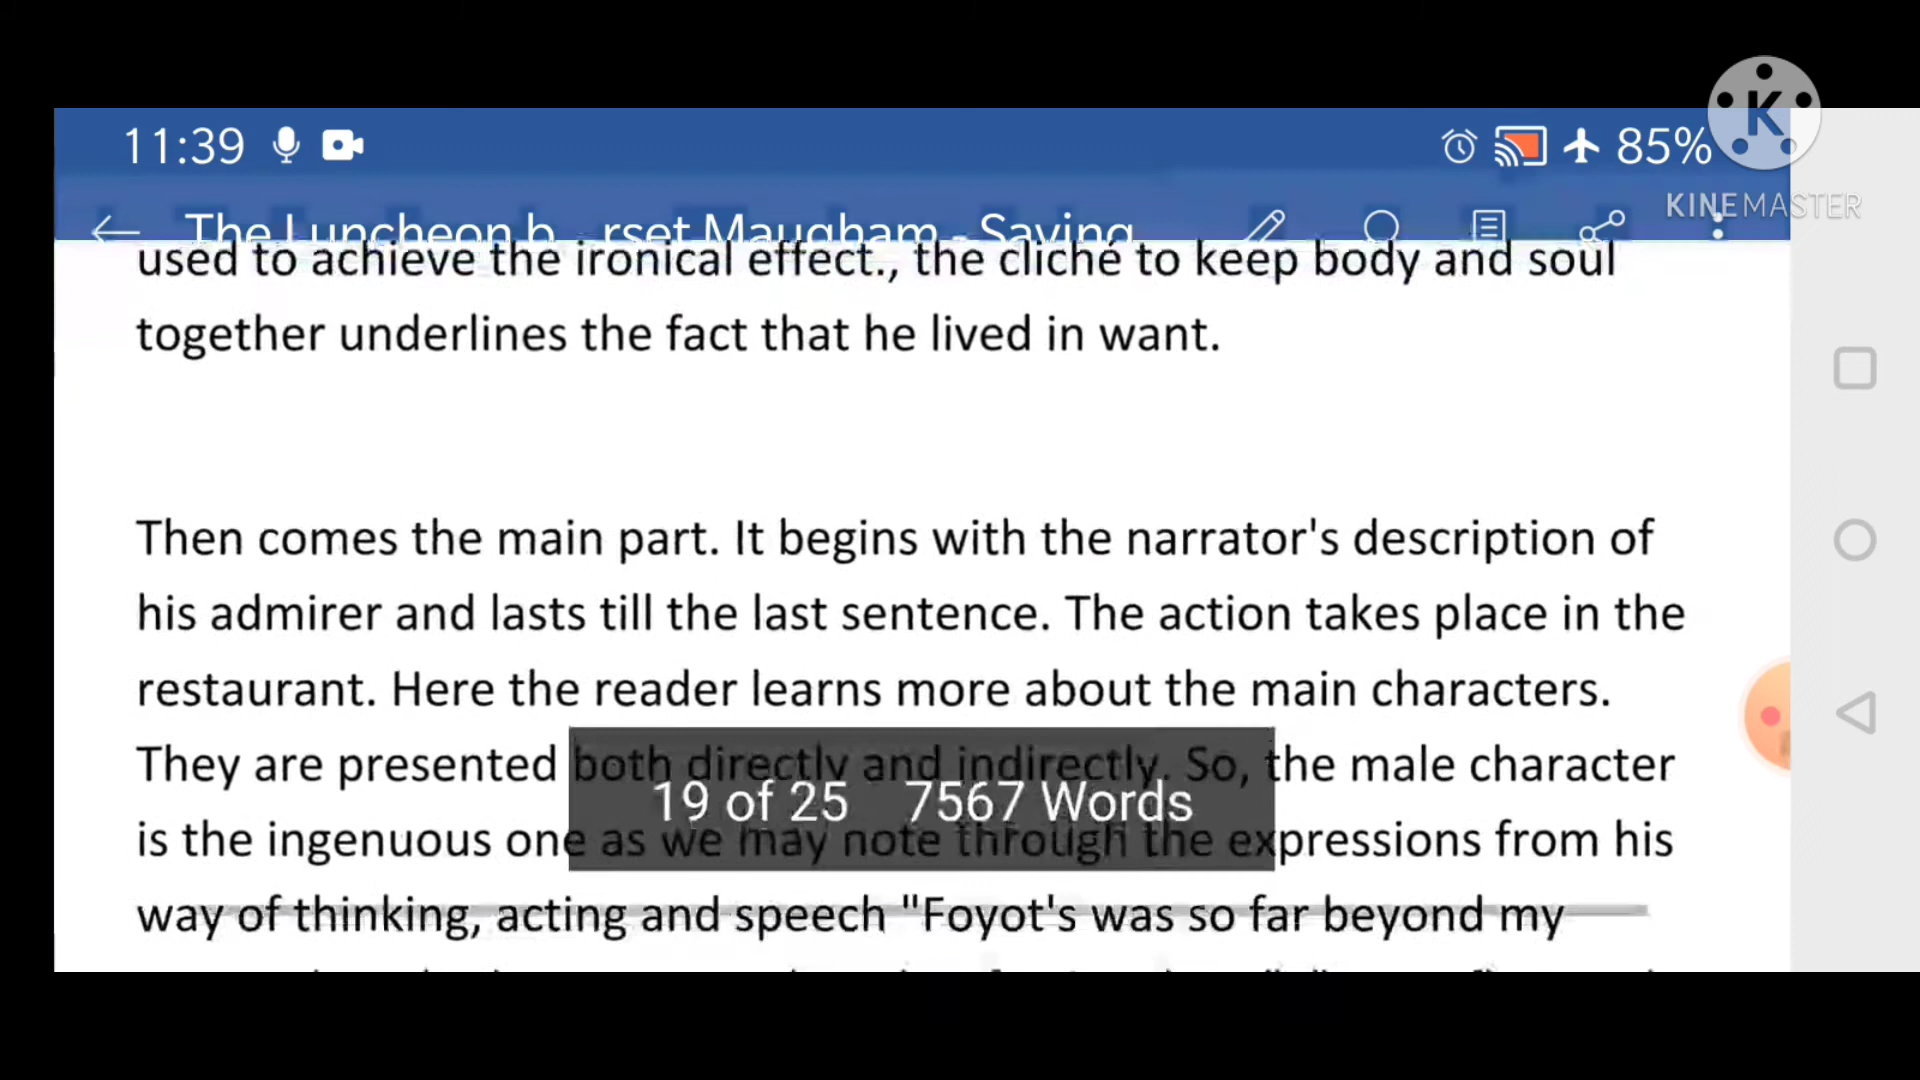 11:39
85%
K
KINEMASTER
The Luncheon b rset Maugham - Saving
used to achieve the ironical effect., the cliché to keep body and soul
together underlines the fact that he lived in want.
Then comes the main part. It begins with the narrator's description of
his admirer and lasts till the last sentence. The action takes place in the
restaurant. Here the reader learns more about the main characters.
They are presented both directly and indirectly. So, the male character
19 of 25 7567 Words
is the ingenuous one as we may note through the expressions from his
way of thinking, acting and speech "Foyot's was so far beyond my